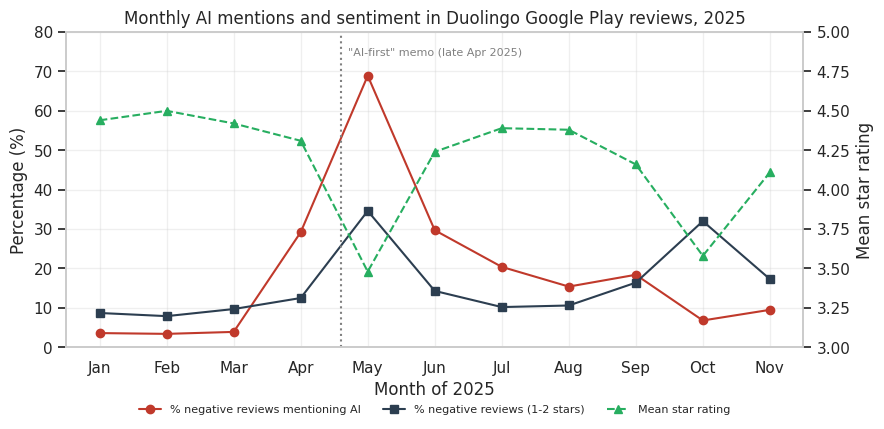 Monthly AI mentions and sentiment in Duolingo Google Play reviews, 2025
"AI-first" memo (late Apr 2025)
Percentage (%)
80
70
60
50
40
30
20
10
0
Mean star rating
5.00
4.75
4.50
4.25
4.00
3.75
3.50
3.25
3.00
Jan Feb Mar Apr May Jun Jul Aug Sep Oct Nov
Month of 2025
% negative reviews mentioning AI % negative reviews (1-2 stars) Mean star rating